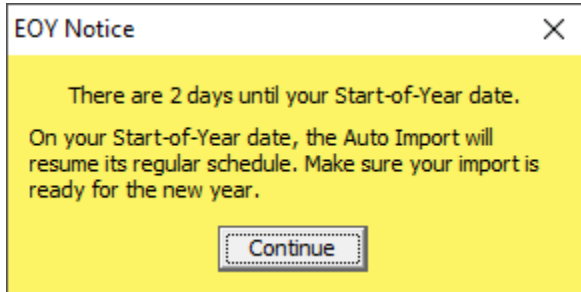 EOY Notice
There are 2 days until your Start-of-Year date.
On your Start-of-Year date, the Auto Import will
resume its regular schedule. Make sure your import is
ready for the new year.
Continue